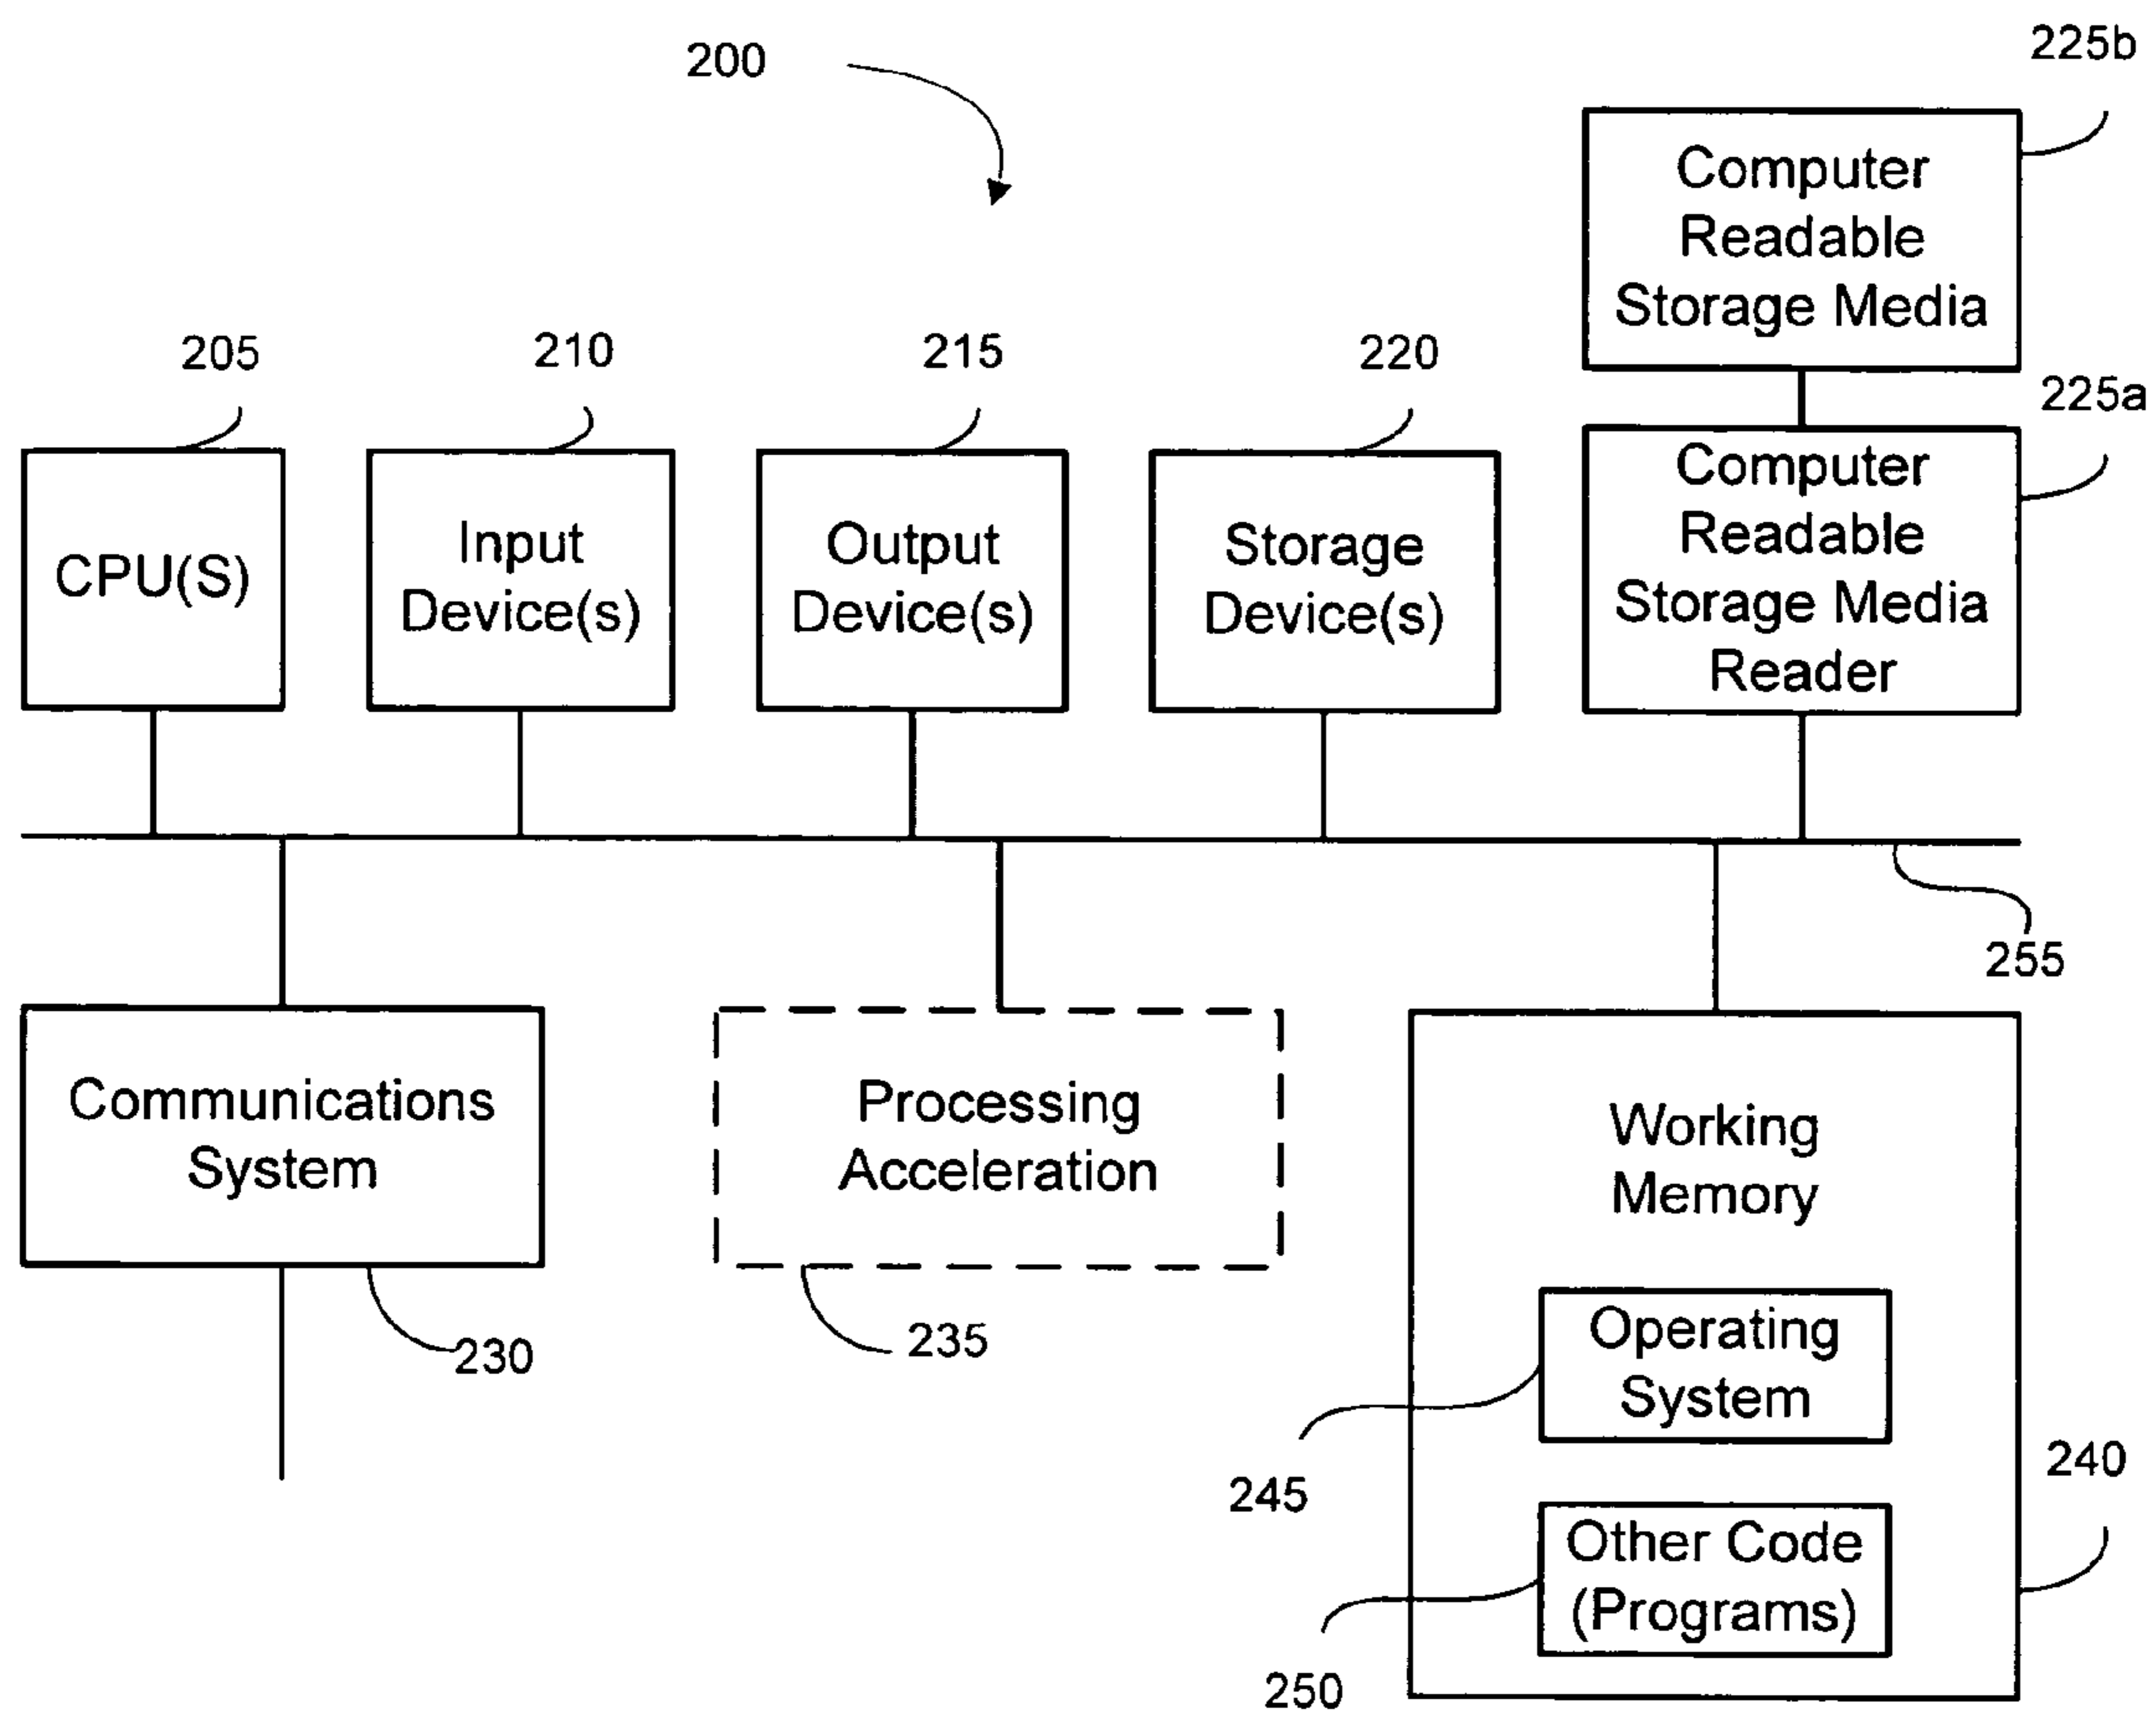 200
225b
Computer
Readable
Storage Media
205
210
215
220
225a
CPU(S)
Input
Device(s)
Output
Device(s)
Storage
Device(s)
Computer
Readable
Storage Media
Reader
255
Communications
System
230
Processing
Acceleration
235
Working
Memory
Operating
System
245
240
Other Code
(Programs)
250